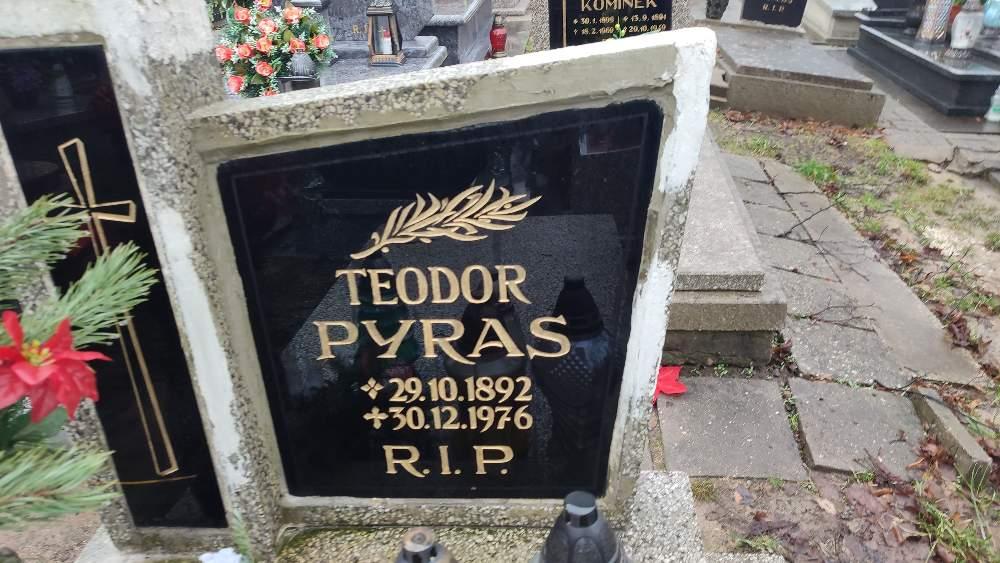 KOMINEK
TEODOR
PYRAS
29.10.1892
30.12.1976
R.I.P.